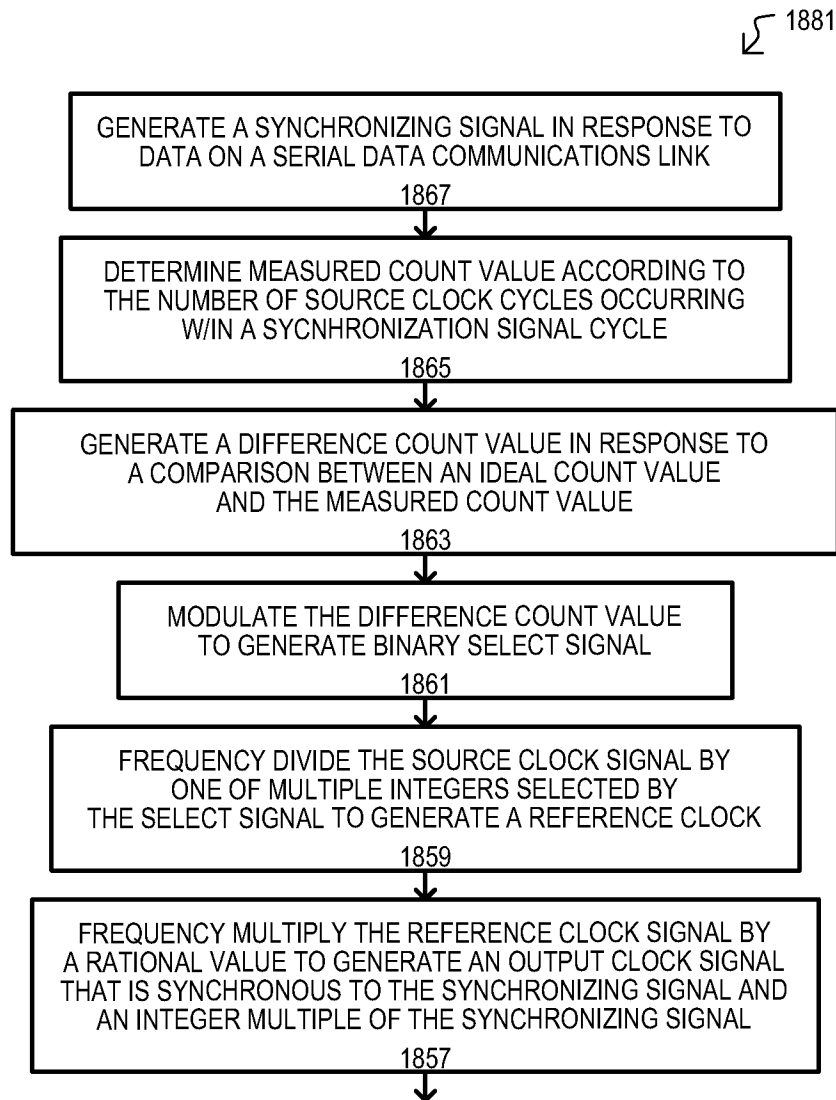 1881
GENERATE A SYNCHRONIZING SIGNAL IN RESPONSE TO
DATA ON A SERIAL DATA COMMUNICATIONS LINK
1867
DETERMINE MEASURED COUNT VALUE ACCORDING TO
THE NUMBER OF SOURCE CLOCK CYCLES OCCURRING
W/IN A SYCNHRONIZATION SIGNAL CYCLE
1865
GENERATE A DIFFERENCE COUNT VALUE IN RESPONSE TO
A COMPARISON BETWEEN AN IDEAL COUNT VALUE
AND THE MEASURED COUNT VALUE
1863
MODULATE THE DIFFERENCE COUNT VALUE
TO GENERATE BINARY SELECT SIGNAL
1861
FREQUENCY DIVIDE THE SOURCE CLOCK SIGNAL BY
ONE OF MULTIPLE INTEGERS SELECTED BY
THE SELECT SIGNAL TO GENERATE A REFERENCE CLOCK
1859
FREQUENCY MULTIPLY THE REFERENCE CLOCK SIGNAL BY
A RATIONAL VALUE TO GENERATE AN OUTPUT CLOCK SIGNAL
THAT IS SYNCHRONOUS TO THE SYNCHRONIZING SIGNAL AND
AN INTEGER MULTIPLE OF THE SYNCHRONIZING SIGNAL
1857